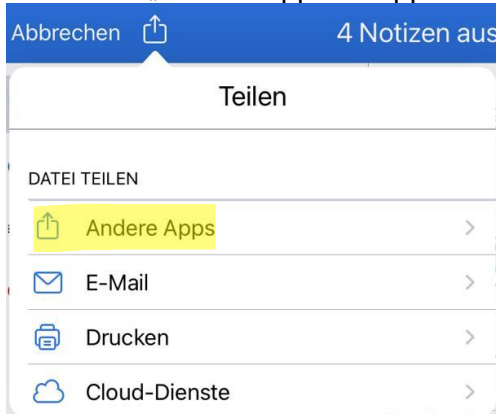 Abbrechen 4 Notizen aus
Teilen
DATEI TEILEN
Andere Apps
E-Mail
Drucken
Cloud-Dienste